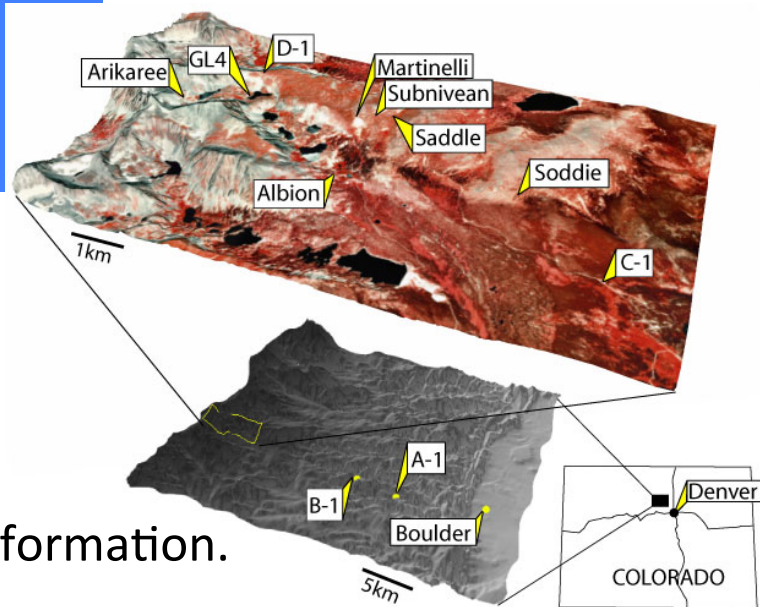 D-1
GL4
Arikaree
Martinelli
Subnivean
Saddle
Albion
Soddie
1km
C-1
A-1
B-1
Boulder
Denver
formation.
5km
COLORADO